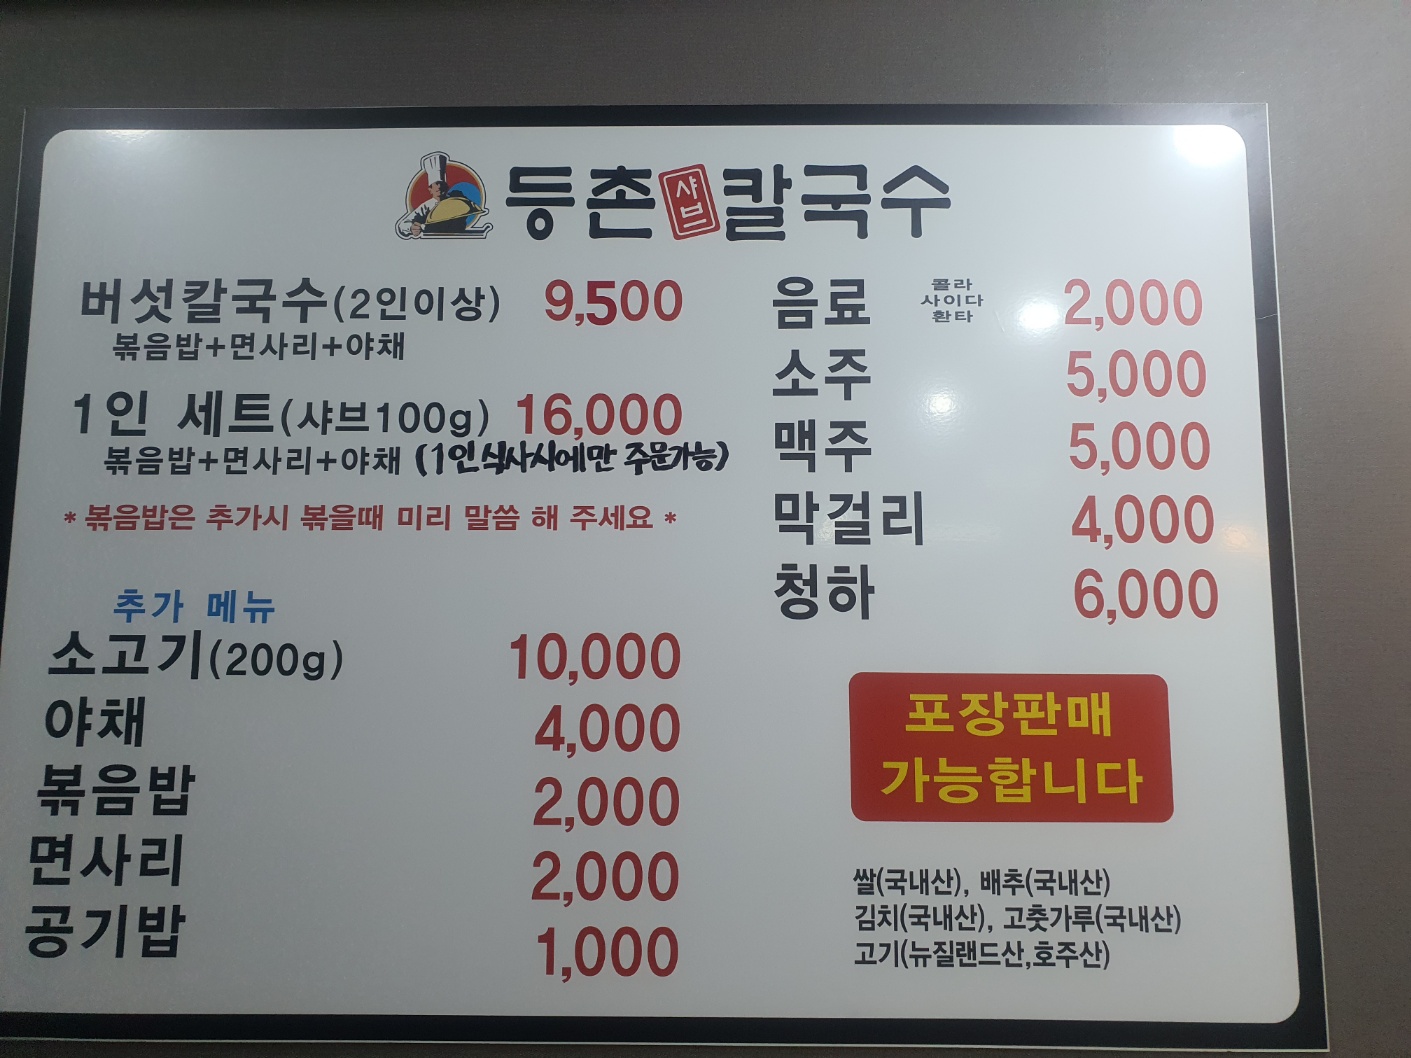 등촌 샤브 칼국수
버섯칼국수(2인이상) 9,500
볶음밥+면사리+야채
1인 세트(샤브100g) 16,000
볶음밥+면사리+야채 (1인식사시에만 주문가능)
* 볶음밥은 추가시 볶을때 미리 말씀 해 주세요 *
추가 메뉴
소고기(200g) 10,000
야채 4,000
볶음밥 2,000
면사리 2,000
공기밥 1,000
음료 콜라 사이다 환타 2,000
소주 5,000
맥주 5,000
막걸리 4,000
청하 6,000
포장판매
가능합니다
쌀(국내산), 배추(국내산)
김치(국내산), 고춧가루(국내산)
고기(뉴질랜드산,호주산)